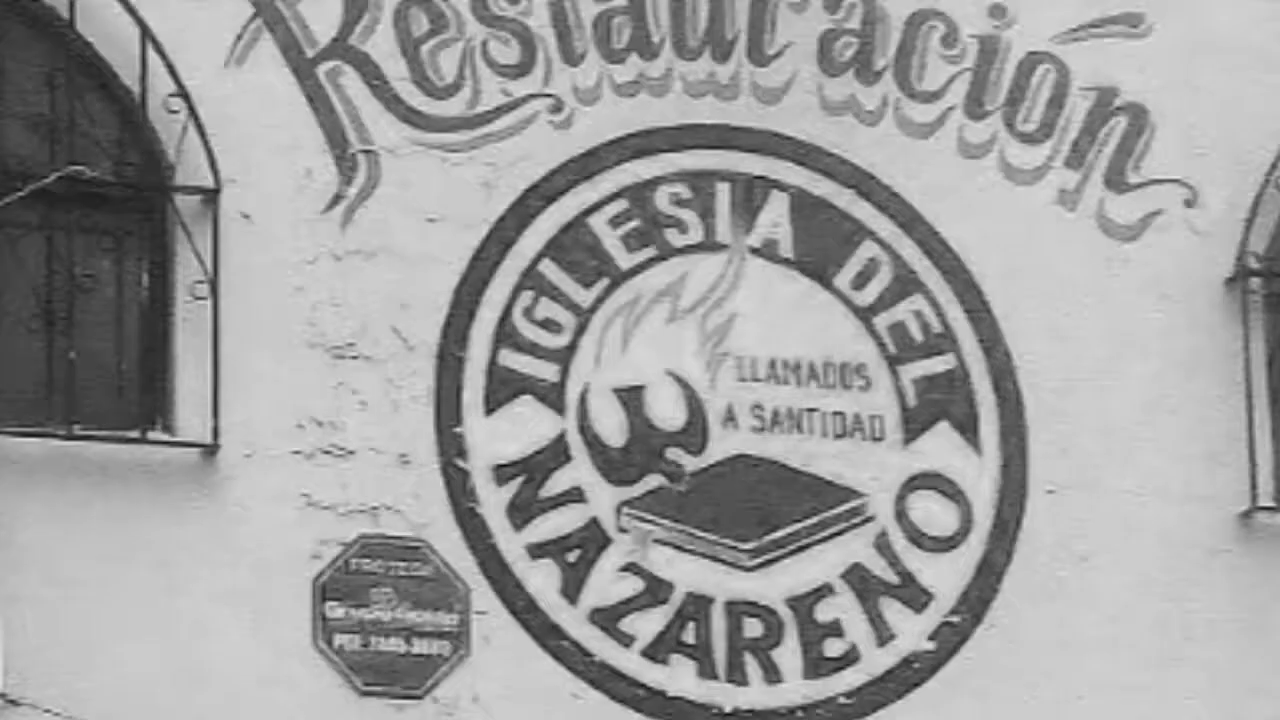 Restauración
IGLESIA DEL
LLAMADOS
A SANTIDAD
NAZARENO